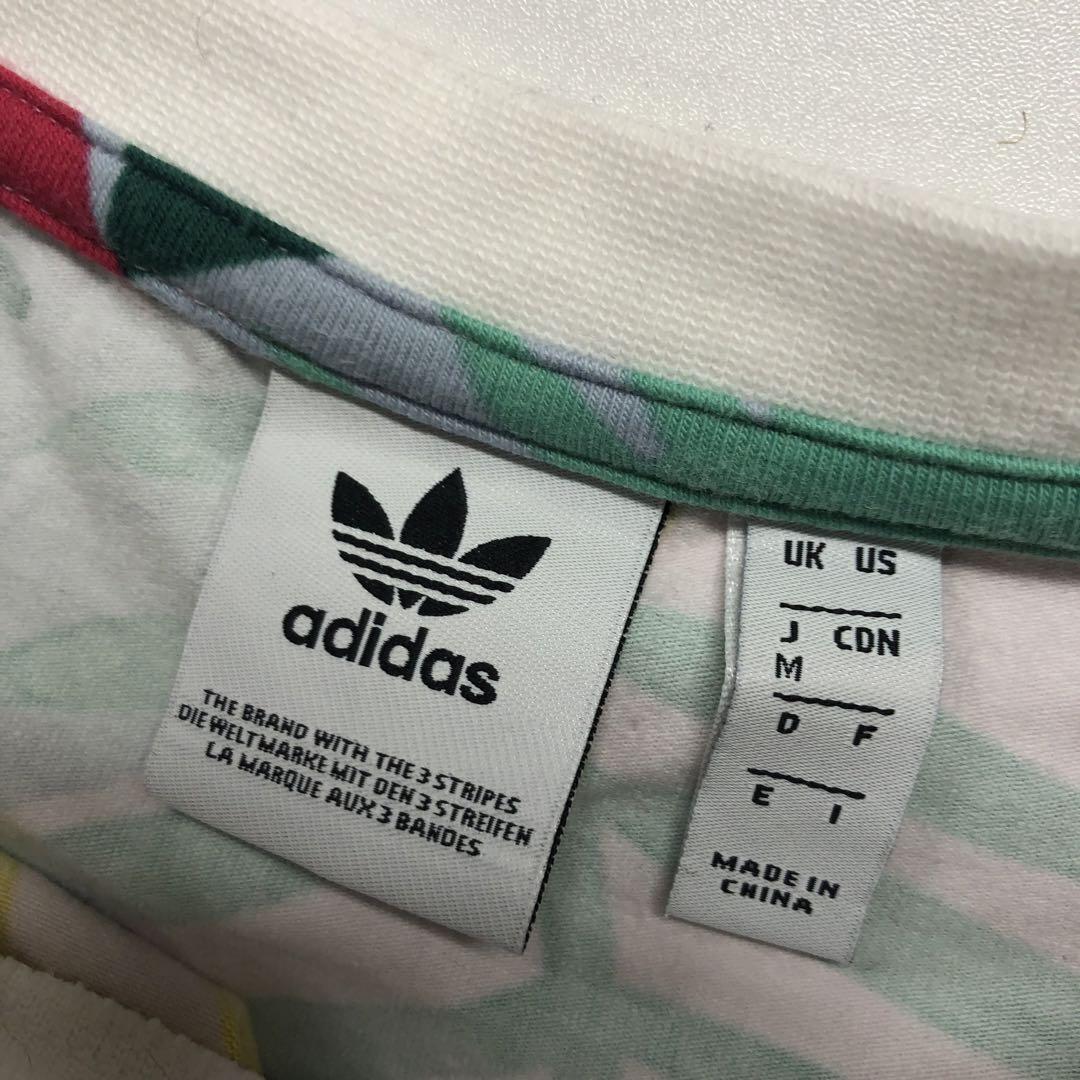 adidas
THE BRAND WITH THE 3 STRIPES
DIE WELTMARKE MIT DEN 3 STREIFEN
LA MARQUE AUX 3 BANDES
UK US
J CDN
M
D F
E I
MADE IN
CHINA